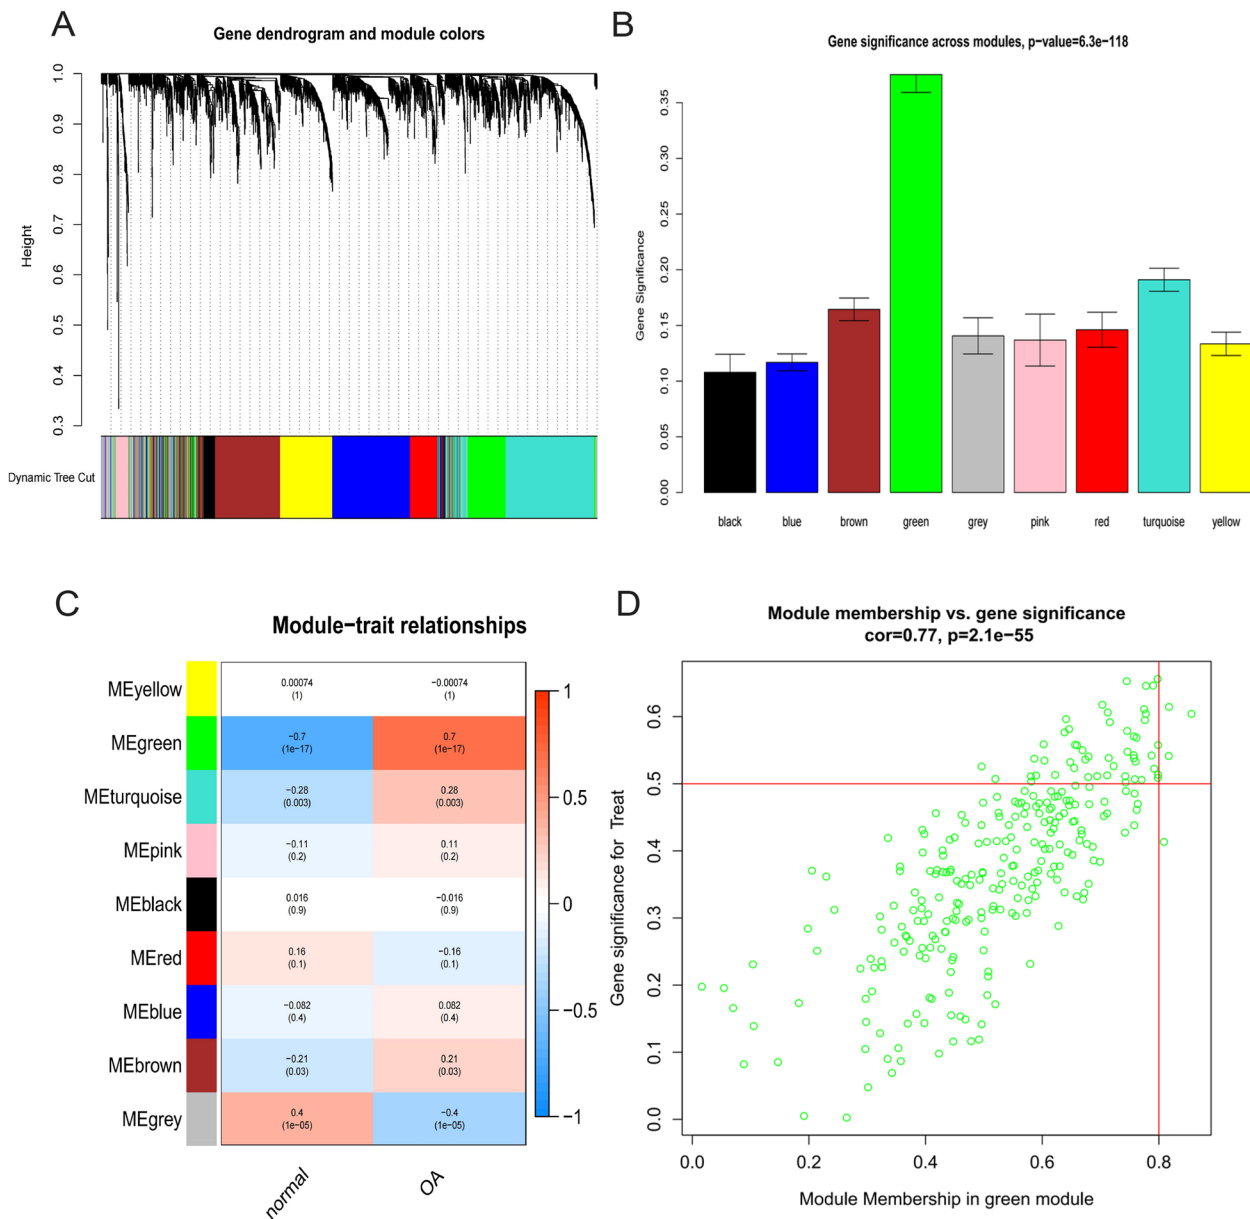 A
Gene dendrogram and module colors
Height
1.0
0.9
0.8
0.7
0.6
0.5
0.4
0.3
Dynamic Tree Cut
B
Gene significance across modules, p−value=6.3e−118
Gene Significance
0.35
0.30
0.25
0.20
0.15
0.10
0.05
0.00
black blue brown green grey pink red turquoise yellow
C
Module−trait relationships
MEyellow
0.00074 −0.00074
(1) (1)
MEgreen
−0.7 0.7
(1e−17) (1e−17)
MEturquoise
−0.28 0.28
(0.003) (0.003)
MEpink
−0.11 0.11
(0.2) (0.2)
MEblack
0.016 −0.016
(0.9) (0.9)
MEred
0.16 −0.16
(0.1) (0.1)
MEblue
−0.082 0.082
(0.4) (0.4)
MEbrown
−0.21 0.21
(0.03) (0.03)
MEgrey
0.4 −0.4
(1e−05) (1e−05)
normal OA
1
0.5
0
−0.5
−1
D
Module membership vs. gene significance
cor=0.77, p=2.1e−55
Gene significance for Treat
0.6
0.5
0.4
0.3
0.2
0.1
0.0
0.0 0.2 0.4 0.6 0.8
Module Membership in green module